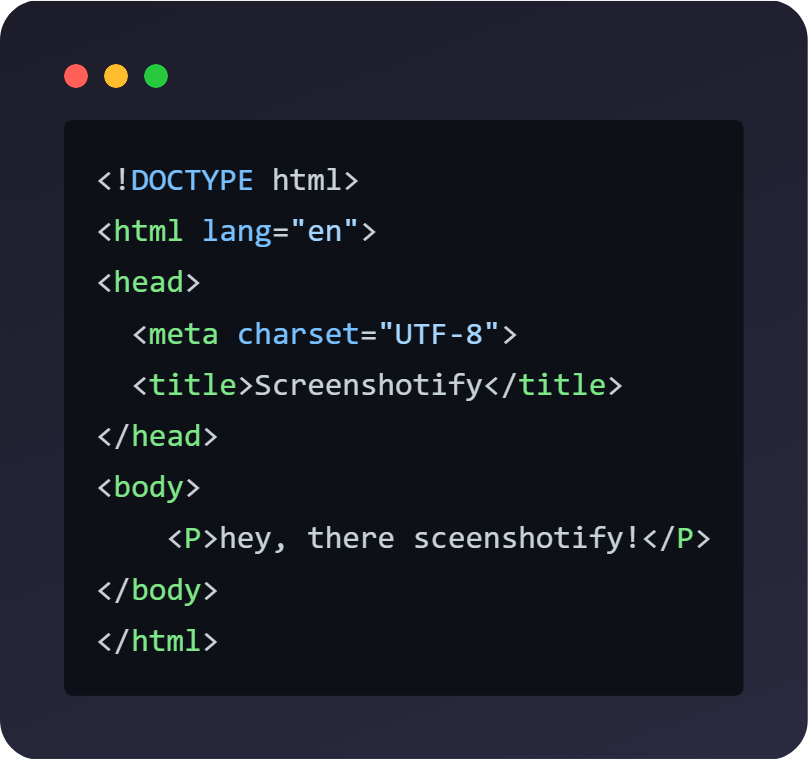 <!DOCTYPE html>
<html lang="en">
<head>
  <meta charset="UTF-8">
  <title>Screenshotify</title>
</head>
<body>
    <P>hey, there sceenshotify!</P>
</body>
</html>